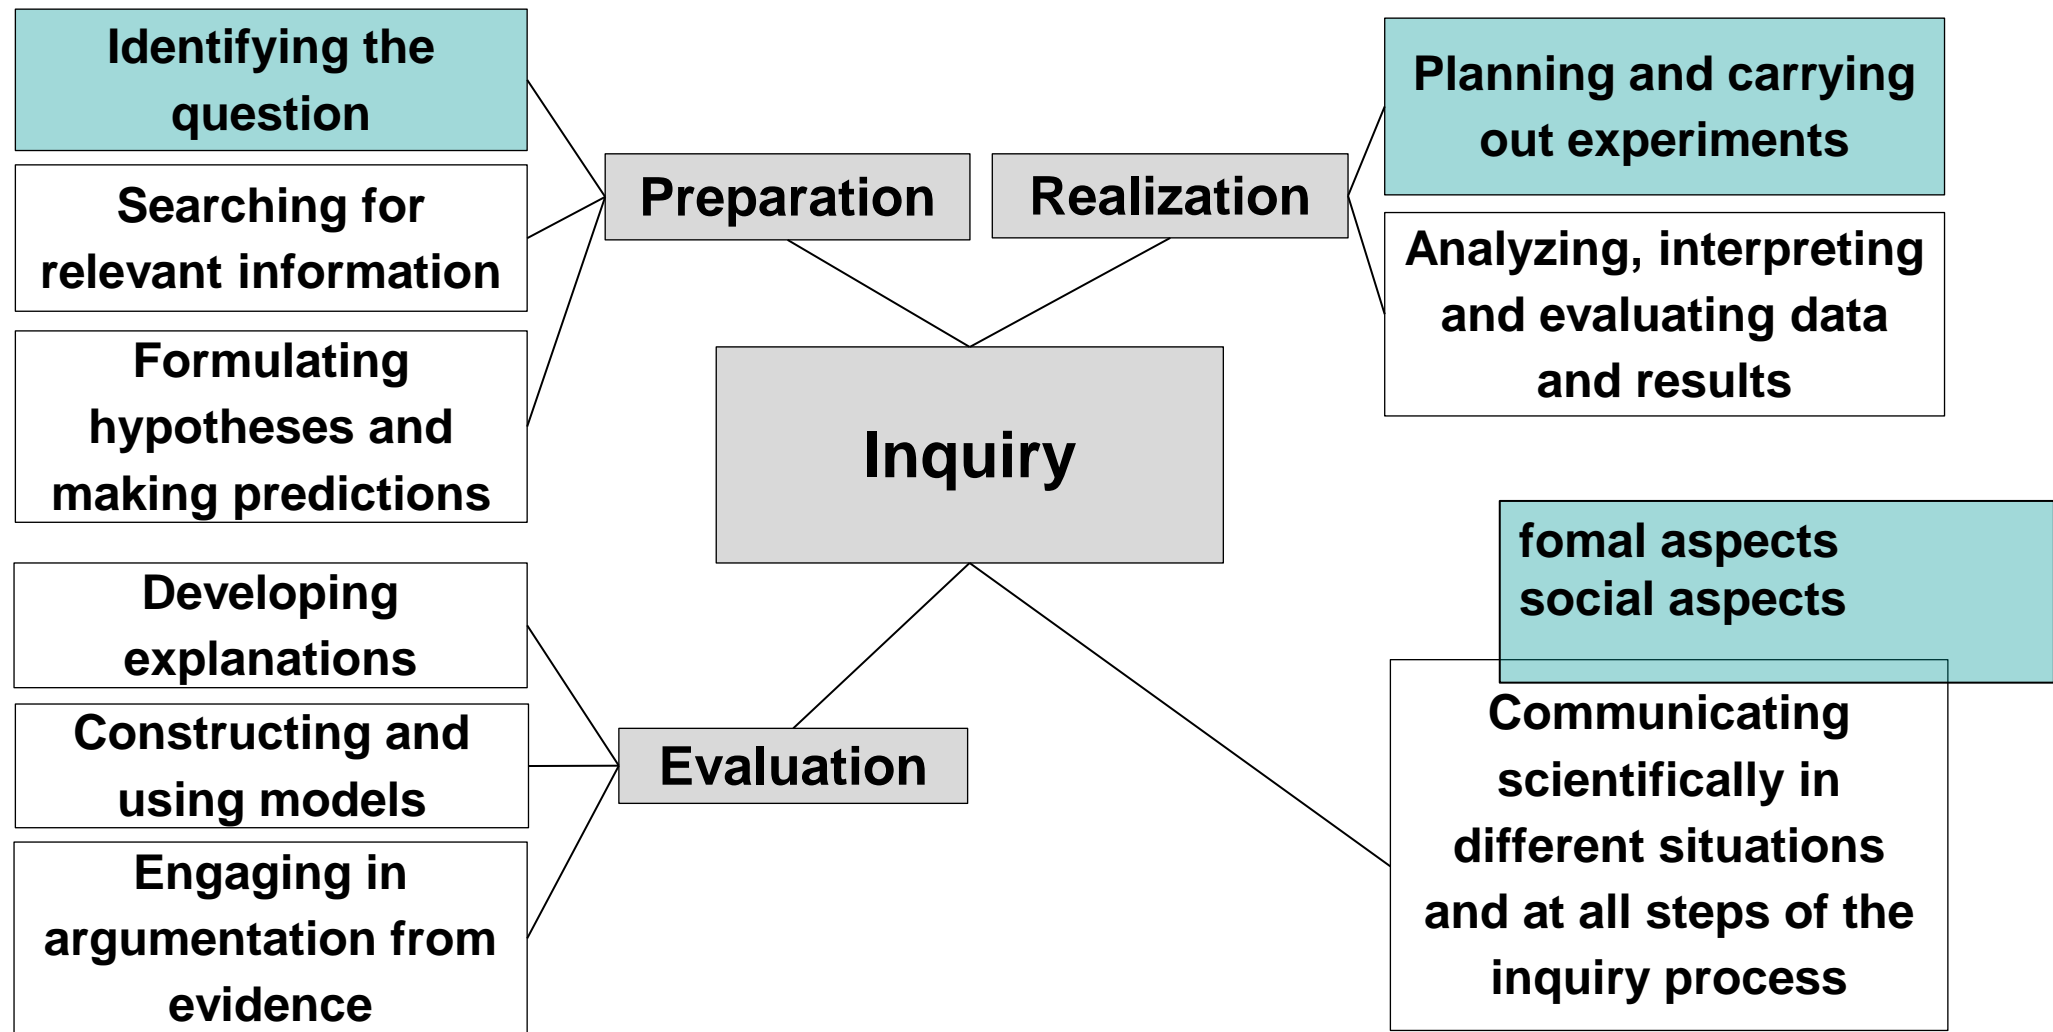 Identifying the
question
Searching for
relevant information
Formulating
hypotheses and
making predictions
Preparation
Realization
Planning and carrying
out experiments
Analyzing, interpreting
and evaluating data
and results
Inquiry
Developing
explanations
Constructing and
using models
Engaging in
argumentation from
evidence
Evaluation
fomal aspects
social aspects
Communicating
scientifically in
different situations
and at all steps of the
inquiry process